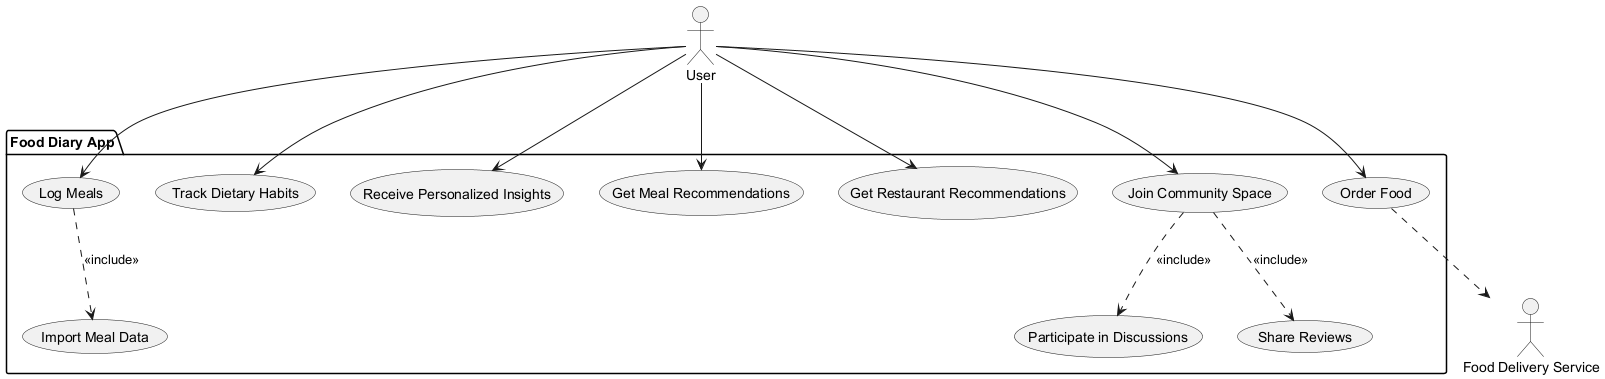 User
Food Diary App
Log Meals
Track Dietary Habits
Receive Personalized Insights
Get Meal Recommendations
Get Restaurant Recommendations
Join Community Space
Order Food
«include»
«include»
«include»
Import Meal Data
Participate in Discussions
Share Reviews
Food Delivery Service